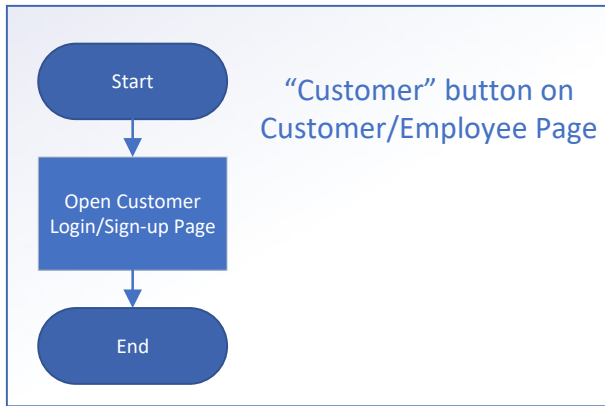 Start
“Customer” button on
Customer/Employee Page
Open Customer
Login/Sign-up Page
End